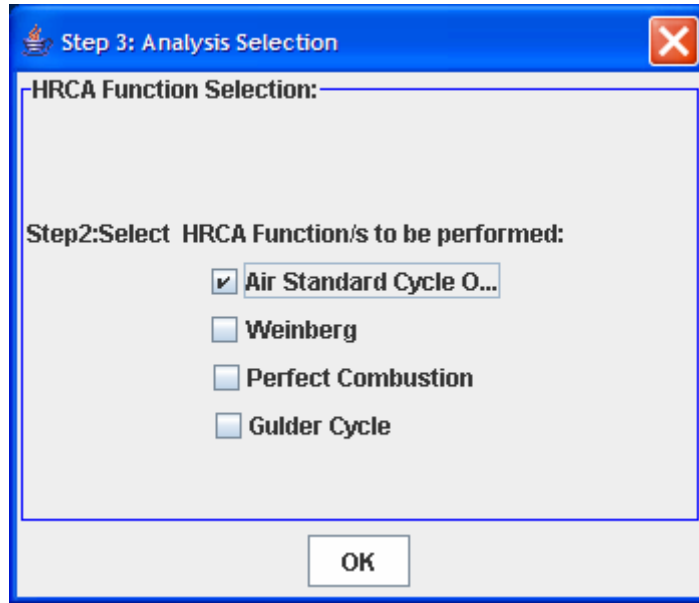 Step 3: Analysis Selection
HRCA Function Selection:
Step2:Select HRCA Function/s to be performed:
Air Standard Cycle O...
Weinberg
Perfect Combustion
Gulder Cycle
OK